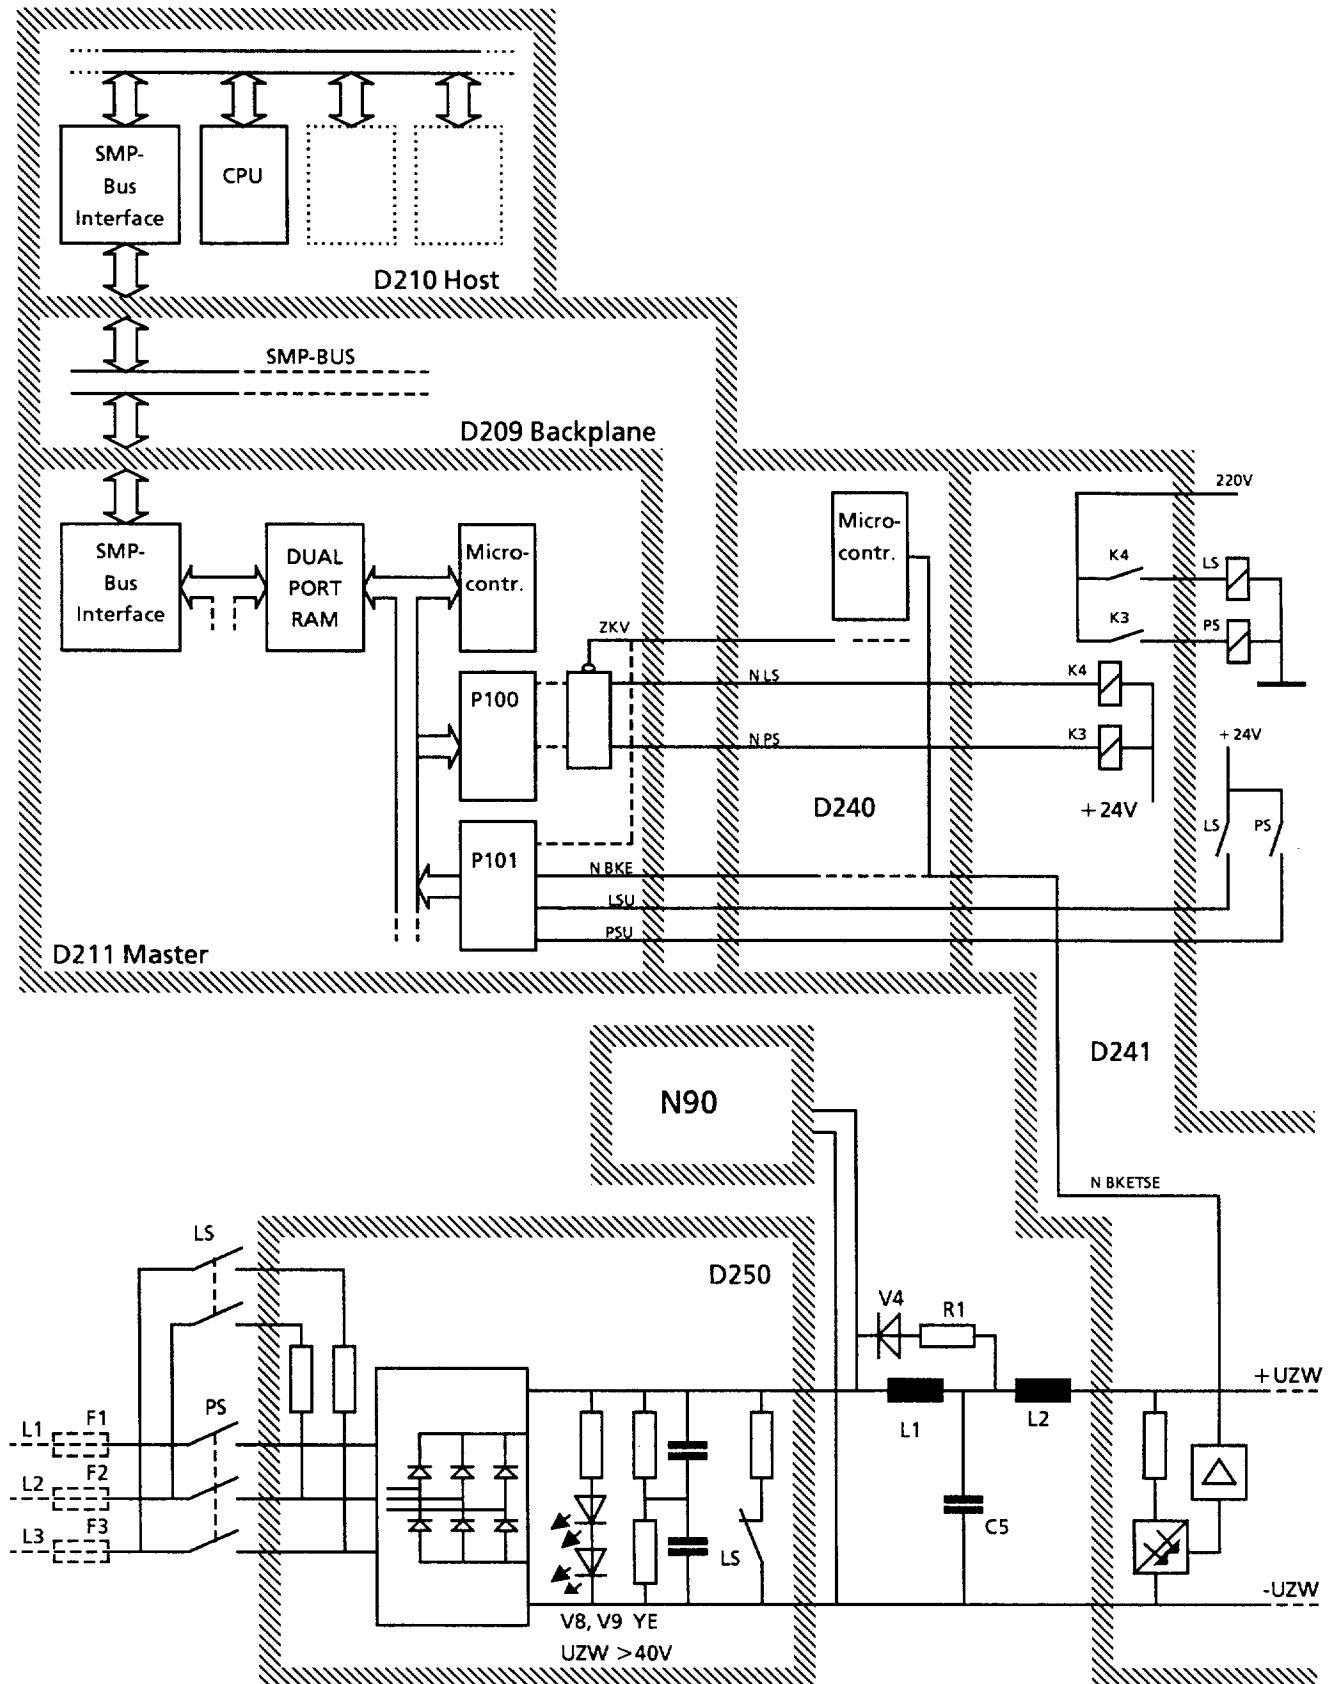 SMP-
Bus
Interface
CPU
D210 Host
SMP-BUS
D209 Backplane
SMP-
Bus
Interface
DUAL
PORT
RAM
Micro-
contr.
Micro-
contr.
220V
K4
LS
K3
PS
ZKV
P100
N LS
K4
N PS
K3
+24V
D240
+24V
LS
PS
P101
N BKE
LSU
PSU
D211 Master
D241
N90
N BKETSE
LS
D250
V4
R1
+UZW
L1
F1
PS
L1
L2
L2
F2
L3
F3
C5
LS
-UZW
V8, V9 YE
UZW >40V